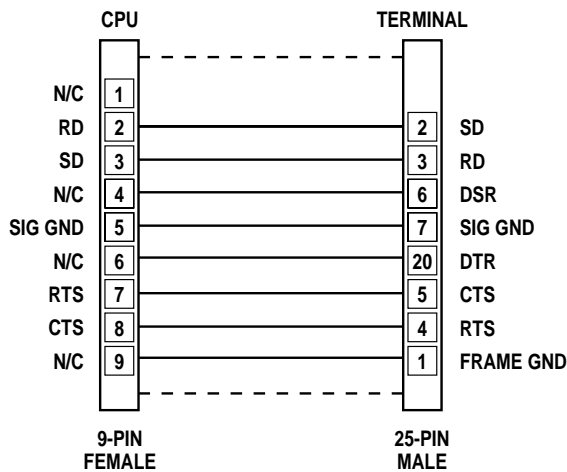 CPU TERMINAL
N/C 1
RD 2 2 SD
SD 3 3 RD
N/C 4 6 DSR
SIG GND 5 7 SIG GND
N/C 6 20 DTR
RTS 7 5 CTS
CTS 8 4 RTS
N/C 9 1 FRAME GND
9-PIN 25-PIN
FEMALE MALE